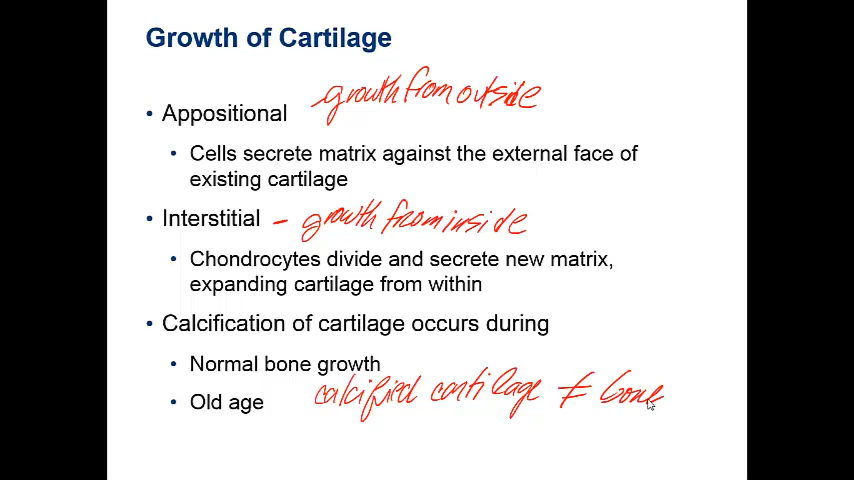 Growth of Cartilage
• Appositional growth from outside
• Cells secrete matrix against the external face of
existing cartilage
• Interstitial – growth from inside
• Chondrocytes divide and secrete new matrix,
expanding cartilage from within
• Calcification of cartilage occurs during
• Normal bone growth
• Old age calcified cartilage ≠ bone